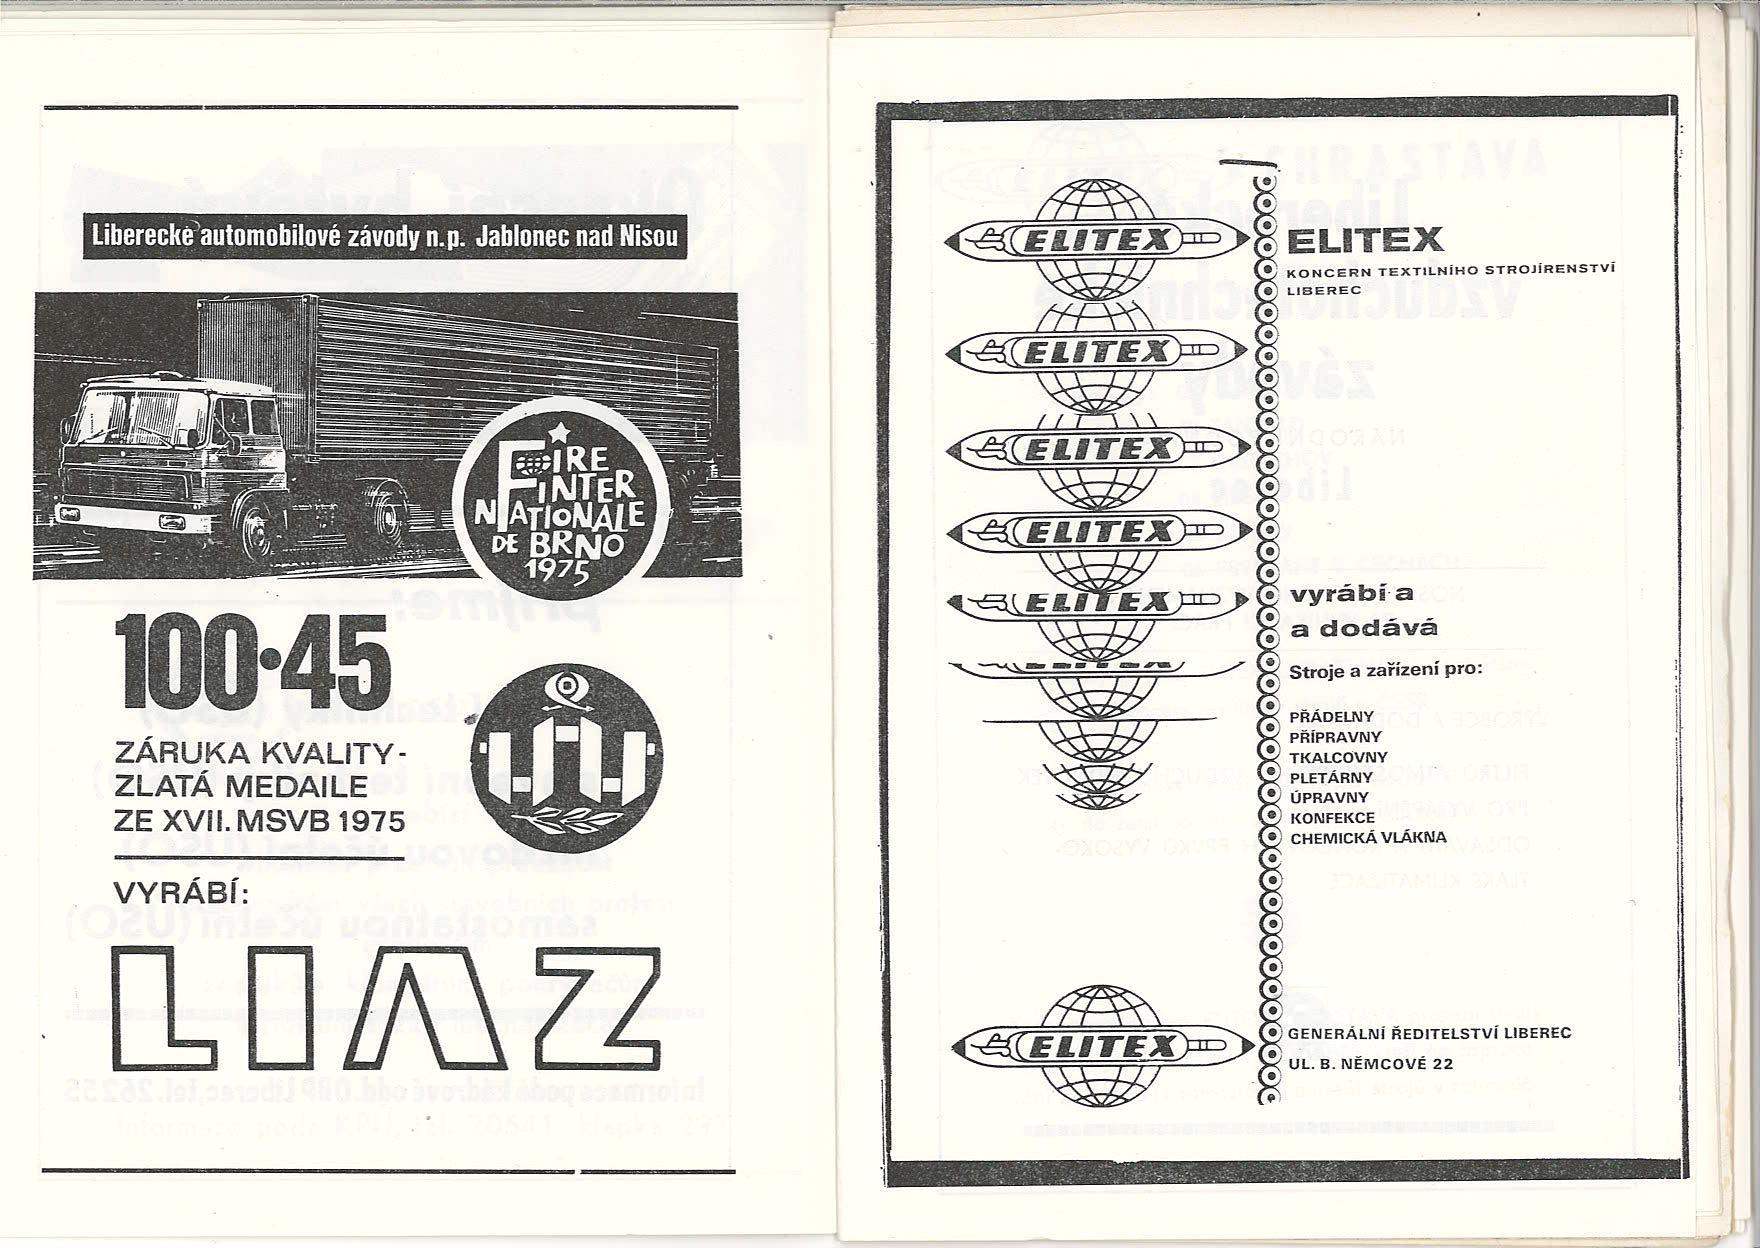 Liberecké automobilové závody n.p. Jablonec nad Nisou
FOIRE
INTER
NATIONALE
DE BRNO
1975
100•45
ZÁRUKA KVALITY-
ZLATÁ MEDAILE
ZE XVII. MSVB 1975
VYRÁBÍ:
LIAZ
ELITEX
ELITEX
ELITEX
ELITEX
ELITEX
ELITEX
KONCERN TEXTILNÍHO STROJÍRENSTVÍ
LIBEREC
vyrábí a
a dodává
Stroje a zařízení pro:
PŘÁDELNY
PŘÍPRAVNY
TKALCOVNY
PLETÁRNY
ÚPRAVNY
KONFEKCE
CHEMICKÁ VLÁKNA
ELITEX
GENERÁLNÍ ŘEDITELSTVÍ LIBEREC
UL. B. NĚMCOVÉ 22